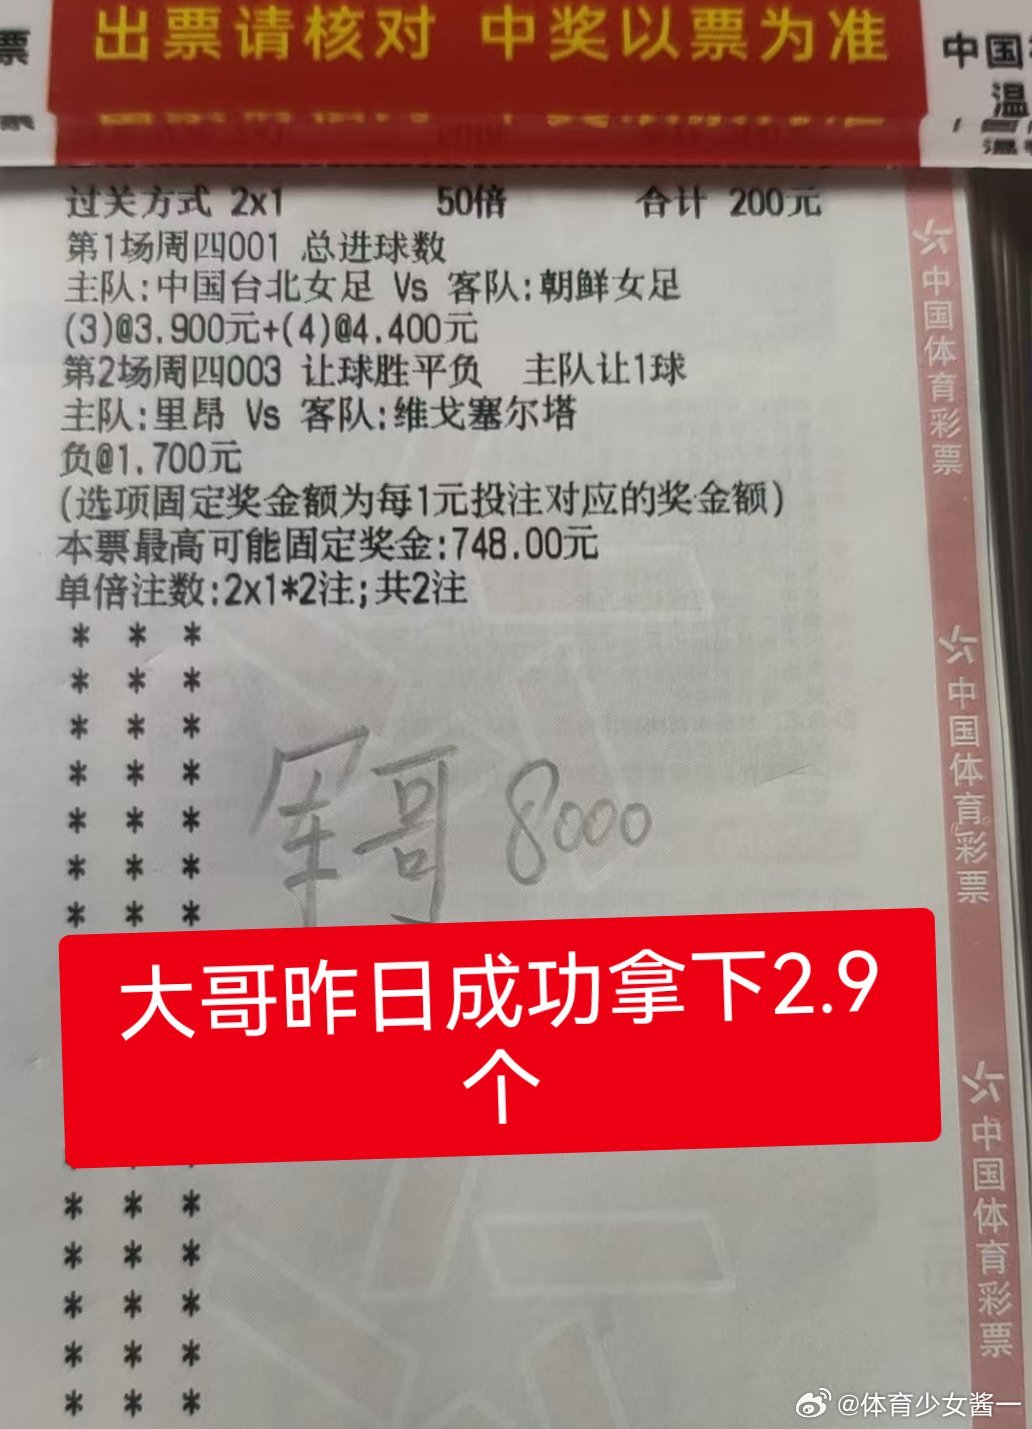 票
出票请核对 中奖以票为准
中国
温
过关方式 2x1 50倍 合计 200元
第1场周四001 总进球数
主队:中国台北女足 Vs 客队:朝鲜女足
(3)@3.900元+(4)@4.400元
第2场周四003 让球胜平负 主队让1球
主队:里昂 Vs 客队:维戈塞尔塔
负@1.700元
(选项固定奖金额为每1元投注对应的奖金额)
本票最高可能固定奖金:748.00元
单倍注数:2x1*2注;共2注
* * *
* * *
* * *
* * *
* * *
* * *
* * *
军哥 8000
大哥昨日成功拿下2.9
个
* * *
* * *
* * *
* * *
* * *
中国体育彩票
中国体育彩票
中国体育彩票
@体育少女酱一